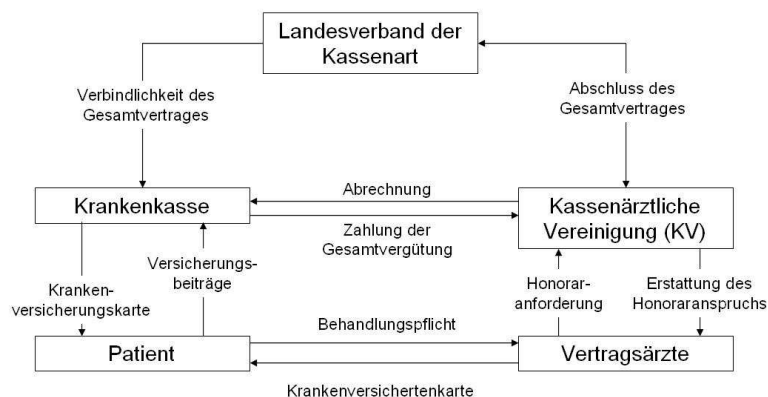 Landesverband der
Kassenart
Verbindlichkeit des
Gesamtvertrages
Abschluss des
Gesamtvertrages
Abrechnung
Krankenkasse
Kassenärztliche
Vereinigung (KV)
Zahlung der
Gesamtvergütung
Kranken-
versicherungskarte
Versicherungs-
beiträge
Honorar-
anforderung
Erstattung des
Honoraranspruchs
Behandlungspflicht
Patient
Vertragsärzte
Krankenversichertenkarte